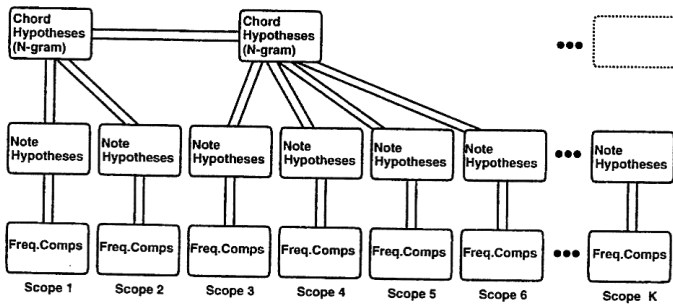 Chord
Hypotheses
(N-gram)
Chord
Hypotheses
(N-gram)
Note
Hypotheses
Note
Hypotheses
Note
Hypotheses
Note
Hypotheses
Note
Hypotheses
Note
Hypotheses
Note
Hypotheses
Freq.Comps
Freq.Comps
Freq.Comps
Freq.Comps
Freq.Comps
Freq.Comps
Freq.Comps
Scope 1
Scope 2
Scope 3
Scope 4
Scope 5
Scope 6
Scope K